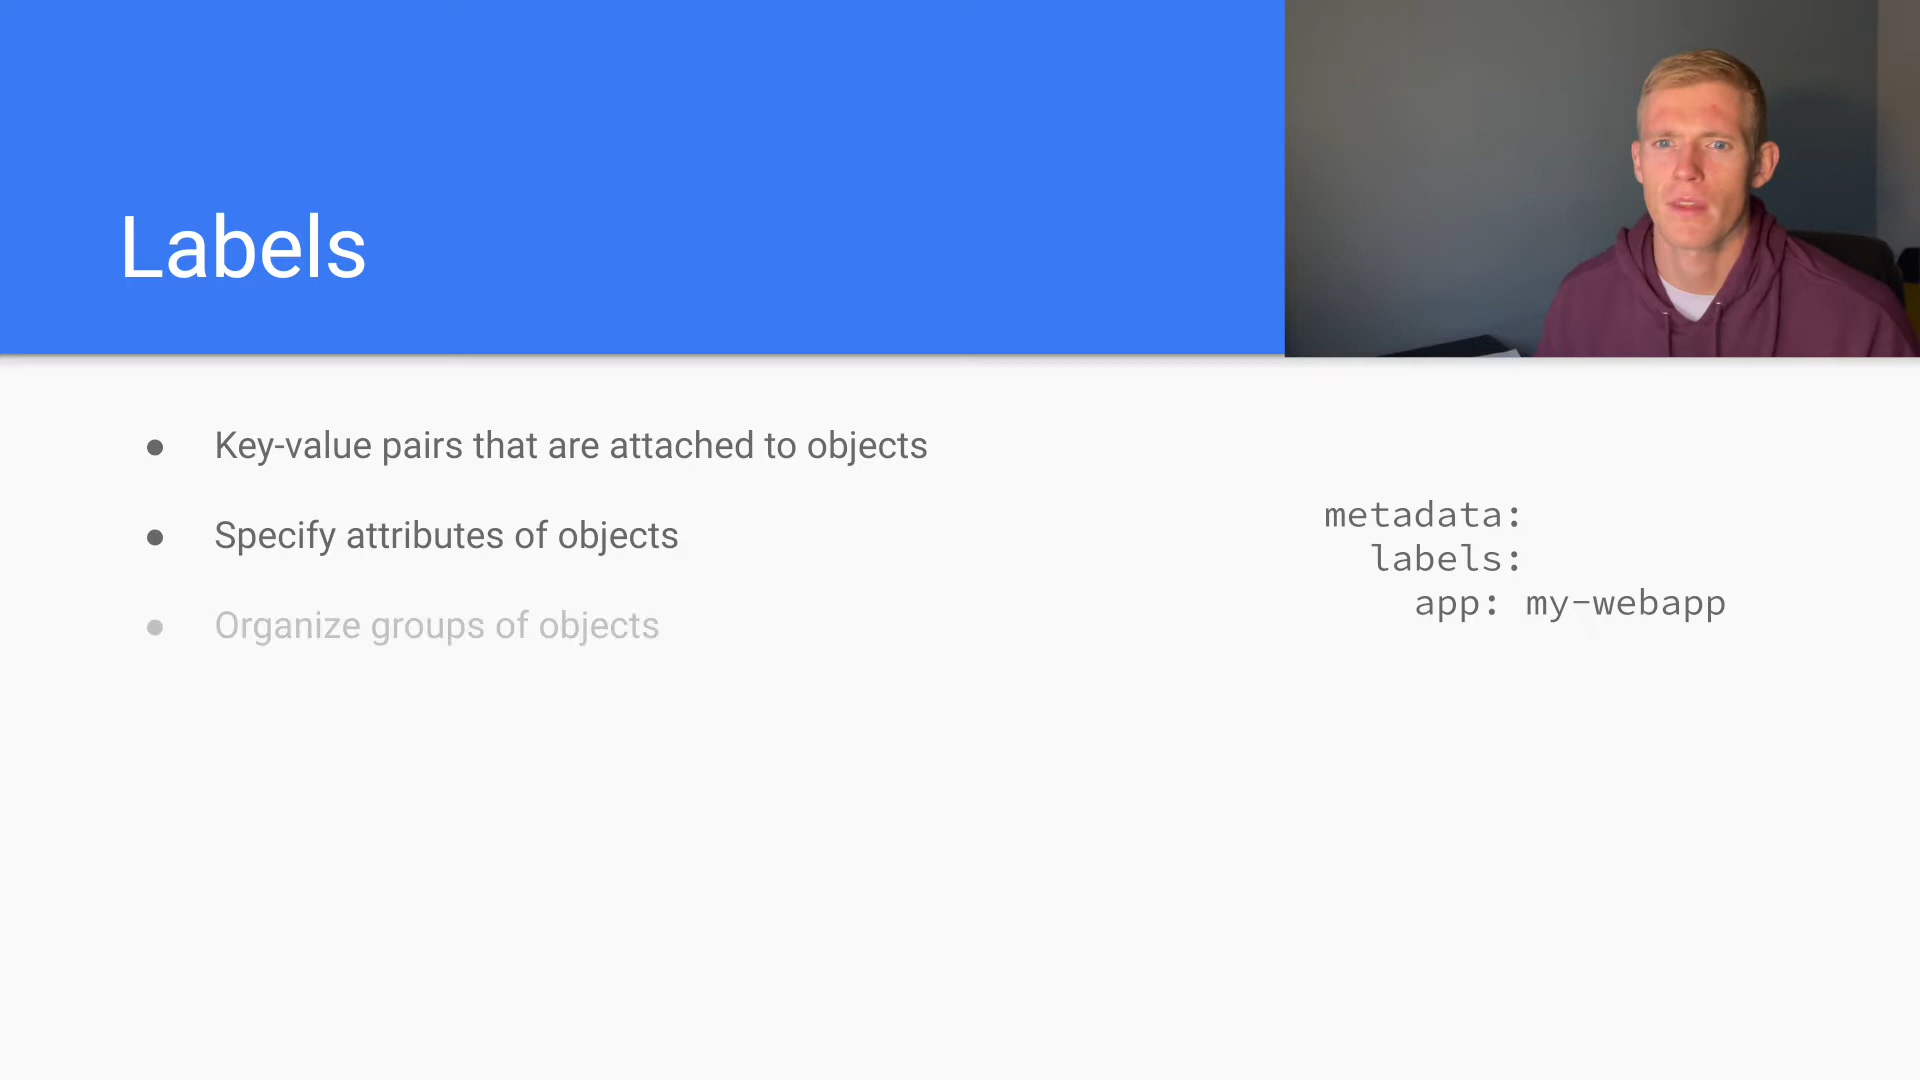 Labels
Key-value pairs that are attached to objects
Specify attributes of objects
Organize groups of objects
metadata:
labels:
app: my-webapp